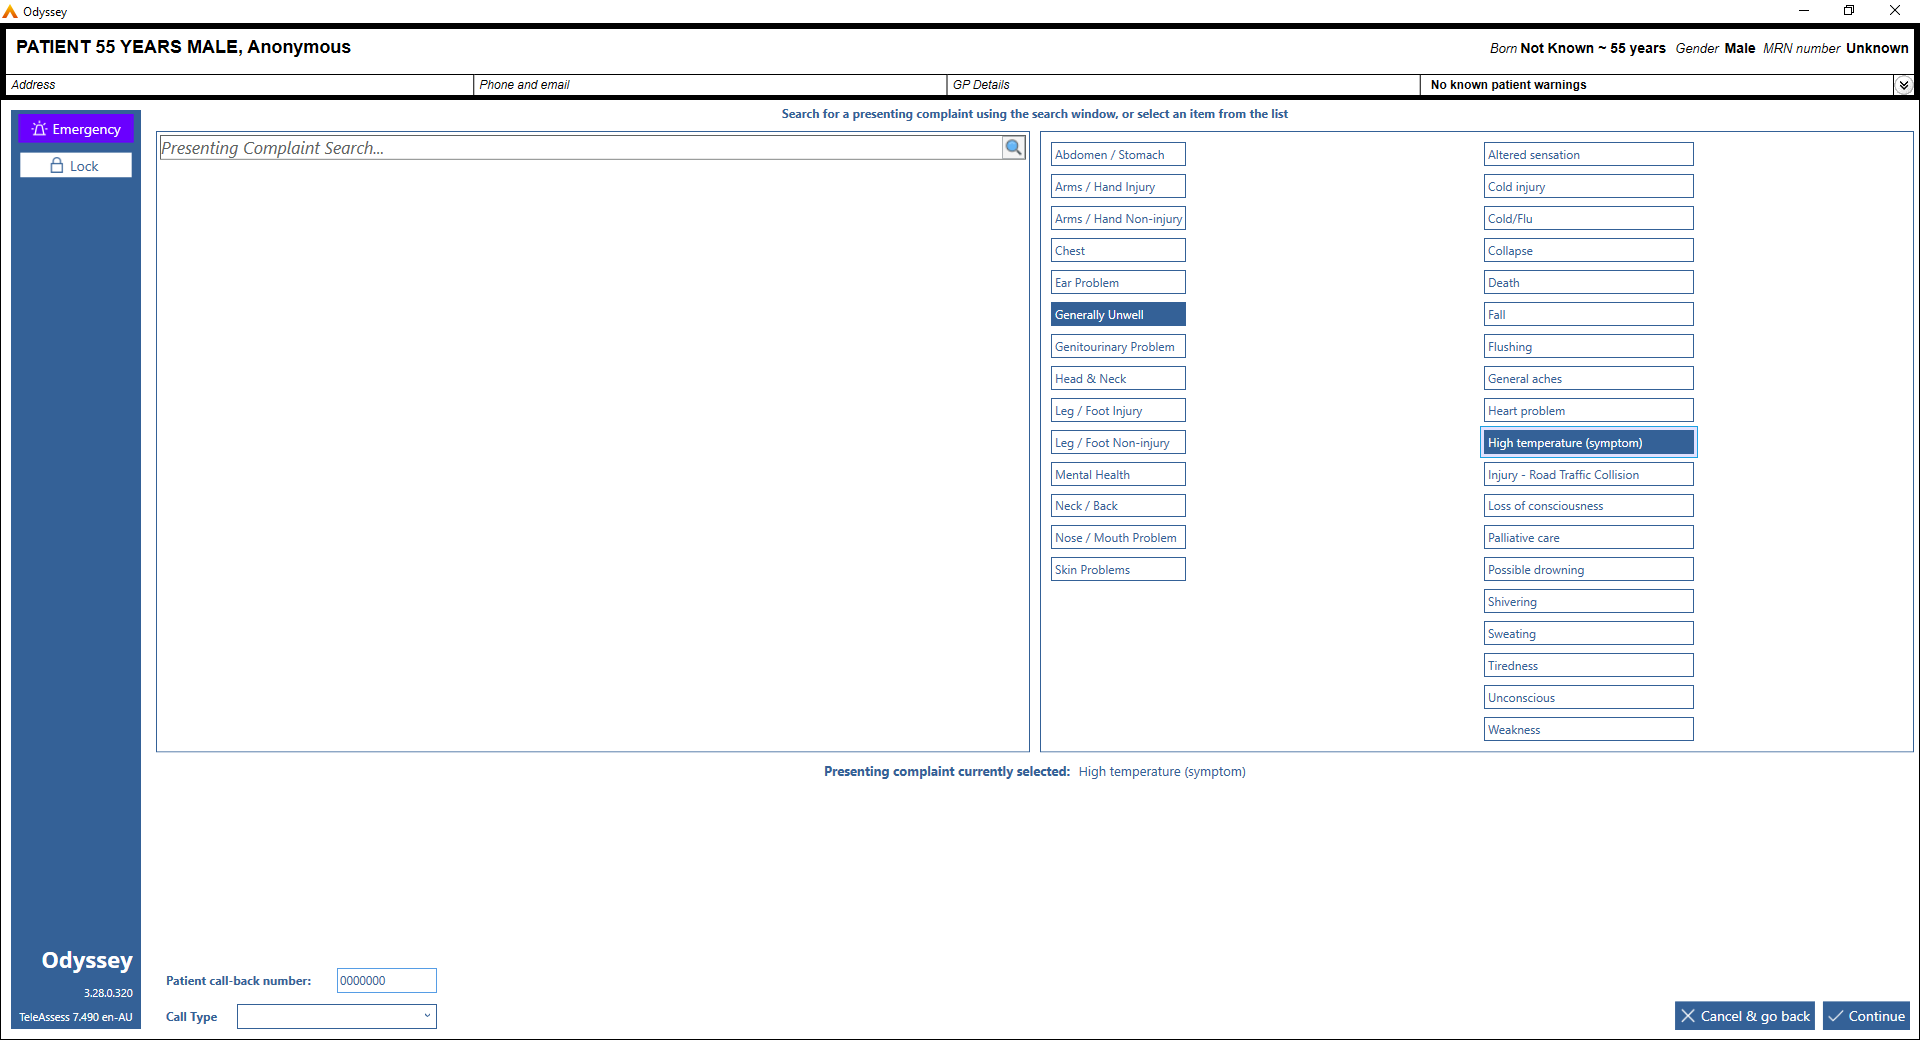 Odyssey
PATIENT 55 YEARS MALE, Anonymous
Born Not Known ~ 55 years Gender Male MRN number Unknown
Address
Phone and email
GP Details
No known patient warnings
Emergency
Lock
Search for a presenting complaint using the search window, or select an item from the list
Presenting Complaint Search...
Abdomen / Stomach
Arms / Hand Injury
Arms / Hand Non-injury
Chest
Ear Problem
Generally Unwell
Genitourinary Problem
Head & Neck
Leg / Foot Injury
Leg / Foot Non-injury
Mental Health
Neck / Back
Nose / Mouth Problem
Skin Problems
Altered sensation
Cold injury
Cold/Flu
Collapse
Death
Fall
Flushing
General aches
Heart problem
High temperature (symptom)
Injury - Road Traffic Collision
Loss of consciousness
Palliative care
Possible drowning
Shivering
Sweating
Tiredness
Unconscious
Weakness
Presenting complaint currently selected: High temperature (symptom)
Odyssey
3.28.0.320
TeleAssess 7.490 en-AU
Patient call-back number: 0000000
Call Type
Cancel & go back
Continue